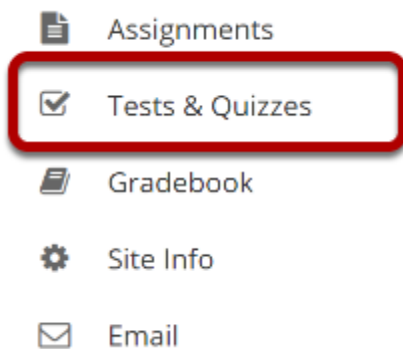 Assignments
Tests & Quizzes
Gradebook
Site Info
Email